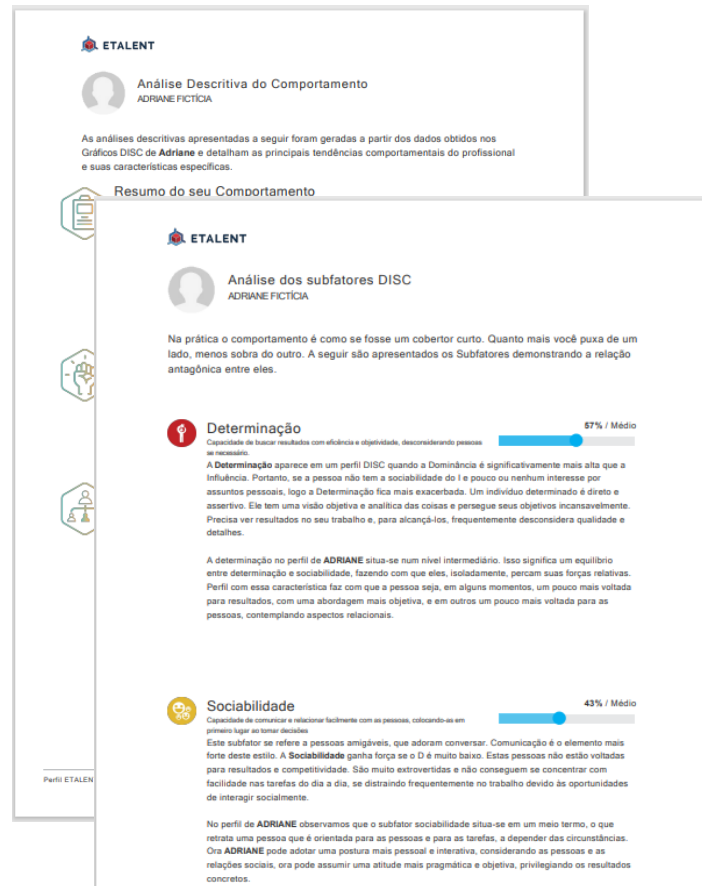 ETALENT
Análise Descritiva do Comportamento
ADRIANE FICTÍCIA
As análises descritivas apresentadas a seguir foram geradas a partir dos dados obtidos nos
Gráficos DISC de Adriane e detalham as principais tendências comportamentais do profissional
e suas características específicas.
Resumo do seu Comportamento
Perfil ETALEN
ETALENT
Análise dos subfatores DISC
ADRIANE FICTÍCIA
Na prática o comportamento é como se fosse um cobertor curto. Quanto mais você puxa de um
lado, menos sobra do outro. A seguir são apresentados os Subfatores demonstrando a relação
antagônica entre eles.
Determinação
57% / Médio
Capacidade de buscar resultados com eficiência e objetividade, desconsiderando pessoas
se necessário.
A Determinação aparece em um perfil DISC quando a Dominância é significativamente mais alta que a
Influência. Portanto, se a pessoa não tem a sociabilidade do I e pouco ou nenhum interesse por
assuntos pessoais, logo a Determinação fica mais exacerbada. Um indivíduo determinado é direto e
assertivo. Ele tem uma visão objetiva e analítica das coisas e persegue seus objetivos incansavelmente.
Precisa ver resultados no seu trabalho e, para alcançá-los, frequentemente desconsidera qualidade e
detalhes.
A determinação no perfil de ADRIANE situa-se num nível intermediário. Isso significa um equilíbrio
entre determinação e sociabilidade, fazendo com que eles, isoladamente, percam suas forças relativas.
Perfil com essa característica faz com que a pessoa seja, em alguns momentos, um pouco mais voltada
para resultados, com uma abordagem mais objetiva, e em outros um pouco mais voltada para as
pessoas, contemplando aspectos relacionais.
Sociabilidade
43% / Médio
Capacidade de comunicar e relacionar facilmente com as pessoas, colocando-as em
primeiro lugar ao tomar decisões
Este subfator se refere a pessoas amigáveis, que adoram conversar. Comunicação é o elemento mais
forte deste estilo. A Sociabilidade ganha força se o D é muito baixo. Estas pessoas não estão voltadas
para resultados e competitividade. São muito extrovertidas e não conseguem se concentrar com
facilidade nas tarefas do dia a dia, se distraindo frequentemente no trabalho devido às oportunidades
de interagir socialmente.
No perfil de ADRIANE observamos que o subfator sociabilidade situa-se em um meio termo, o que
retrata uma pessoa que é orientada para as pessoas e para as tarefas, a depender das circunstâncias.
Ora ADRIANE pode adotar uma postura mais pessoal e interativa, considerando as pessoas e as
relações sociais, ora pode assumir uma atitude mais pragmática e objetiva, privilegiando os resultados
concretos.